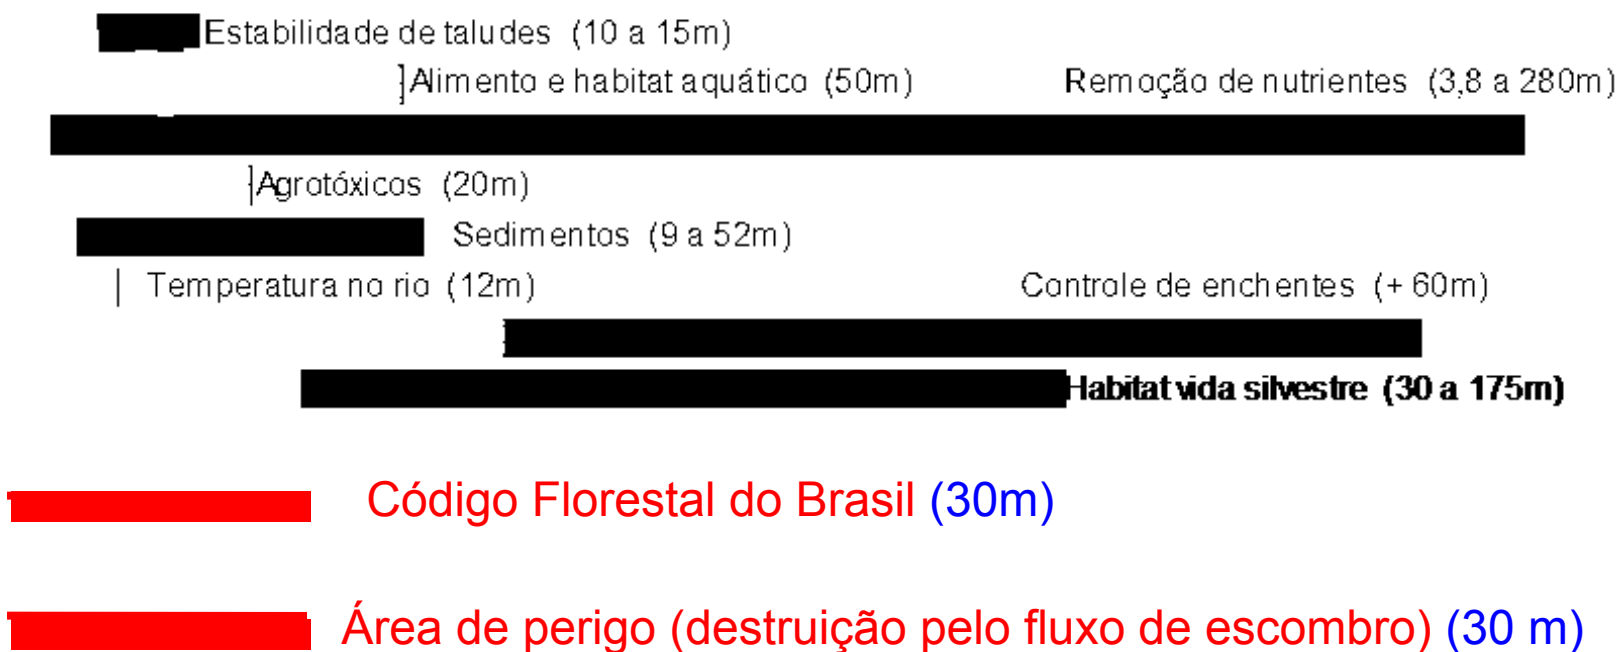 Estabilidade de taludes (10 a 15m)
Alimento e habitat aquático (50m)
Remoção de nutrientes (3,8 a 280m)
Agrotóxicos (20m)
Sedimentos (9 a 52m)
Temperatura no rio (12m)
Controle de enchentes (+ 60m)
Habitat vida silvestre (30 a 175m)
Código Florestal do Brasil (30m)
Área de perigo (destruição pelo fluxo de escombro) (30 m)